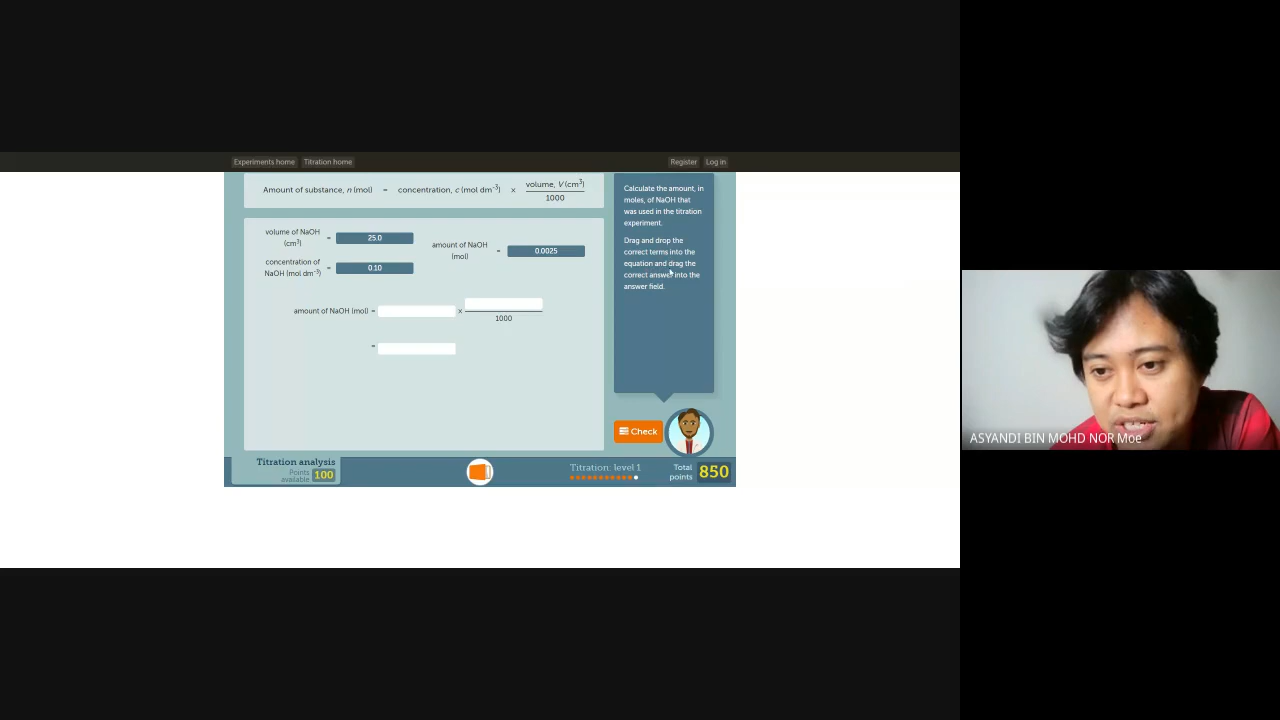 Experiments home Titration home Register Log in
Amount of substance, n (mol) = concentration, c (mol dm⁻³) × volume, V (cm³)
1000
volume of NaOH
(cm³) = 25.0
amount of NaOH
(mol) = 0.0025
concentration of
NaOH (mol dm⁻³) = 0.10
amount of NaOH (mol) = ×
1000
=
Calculate the amount, in
moles, of NaOH that
was used in the titration
experiment.
Drag and drop the
correct terms into the
equation and drag the
correct answer into the
answer field.
Check
Titration analysis
Points
available 100
Titration: level 1
Total
points 850
ASYANDI BIN MOHD NOR Moe